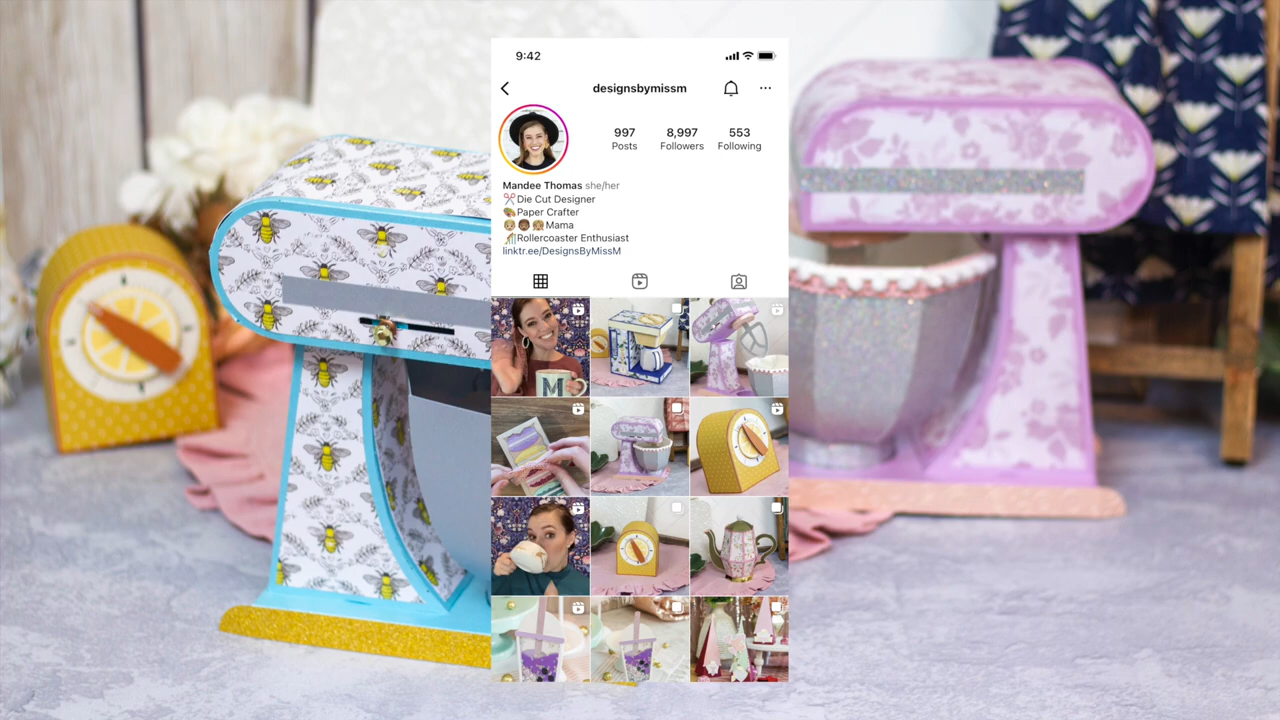 9:42
designsbymissm
997 8,997 553
Posts Followers Following
Mandee Thomas she/her
✂️Die Cut Designer
🎨Paper Crafter
👦🏼👦🏽👧🏼Mama
🎢Rollercoaster Enthusiast
linktr.ee/DesignsByMissM
M